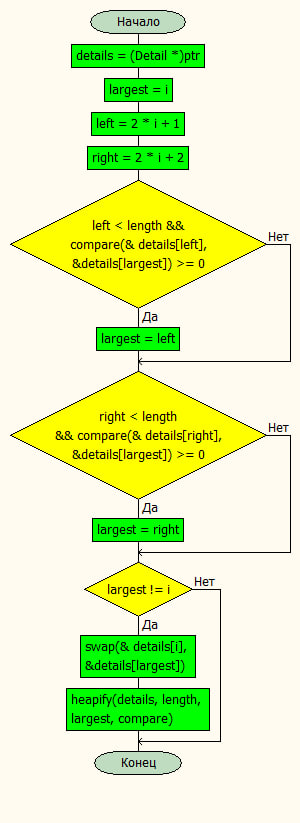 Начало
details = (Detail *)ptr
largest = i
left = 2 * i + 1
right = 2 * i + 2
left < length &&
compare(& details[left],
&details[largest]) >= 0
Нет
Да
largest = left
right < length
&& compare(& details[right],
&details[largest]) >= 0
Нет
Да
largest = right
largest != i
Нет
Да
swap(& details[i],
&details[largest])
heapify(details, length,
largest, compare)
Конец